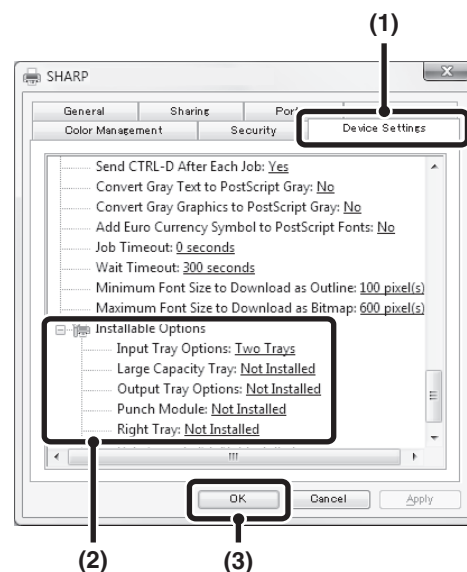 (1)
SHARP
General Sharing
Color Management Security Device Settings
Send CTRL-D After Each Job: Yes
Convert Gray Text to PostScript Gray: No
Convert Gray Graphics to PostScript Gray: No
Add Euro Currency Symbol to PostScript Fonts: No
Job Timeout: 0 seconds
Wait Timeout: 300 seconds
Minimum Font Size to Download as Outline: 100 pixel(s)
Maximum Font Size to Download as Bitmap: 600 pixel(s)
Installable Options
Input Tray Options: Two Trays
Large Capacity Tray: Not Installed
Output Tray Options: Not Installed
Punch Module: Not Installed
Right Tray: Not Installed
OK Cancel Apply
(2) (3)